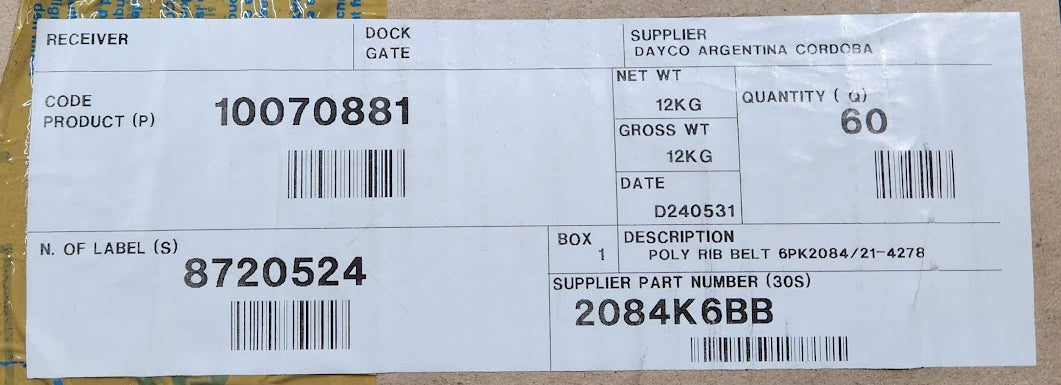 RECEIVER
DOCK
GATE
SUPPLIER
DAYCO ARGENTINA CORDOBA
CODE
PRODUCT (P)
10070881
NET WT
12KG
GROSS WT
12KG
DATE
D240531
QUANTITY ( Q)
60
N. OF LABEL (S)
8720524
BOX
1
DESCRIPTION
POLY RIB BELT 6PK2084/21-4278
SUPPLIER PART NUMBER (30S)
2084K6BB